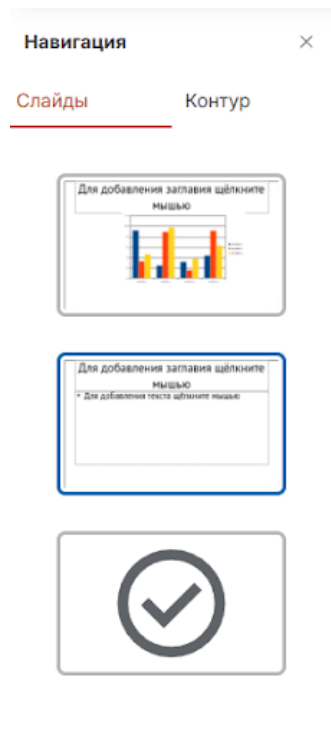 Навигация
Слайды
Контур
Для добавления заглавия щёлкните
мышью
Для добавления заглавия щёлкните
мышью
• Для добавления текста щёлкните мышью